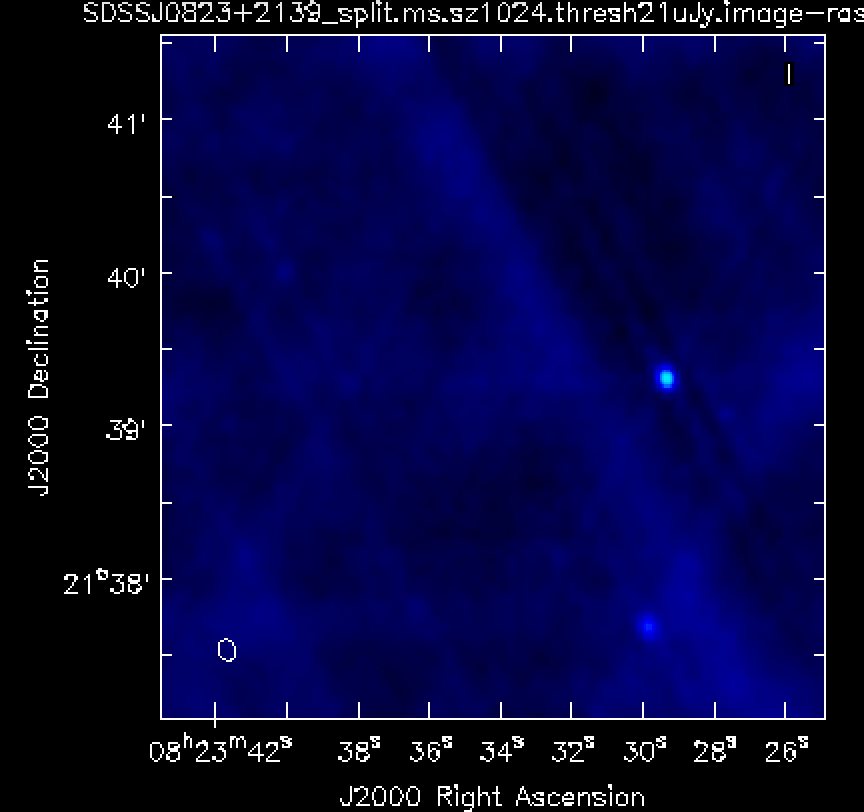 SDSSJ0823+2139_split.ms.sz1024.thresh21uJy.image-ras
I
41'
40'
39'
21°38'
J2000 Declination
08h23m42s 38s 36s 34s 32s 30s 28s 26s
J2000 Right Ascension